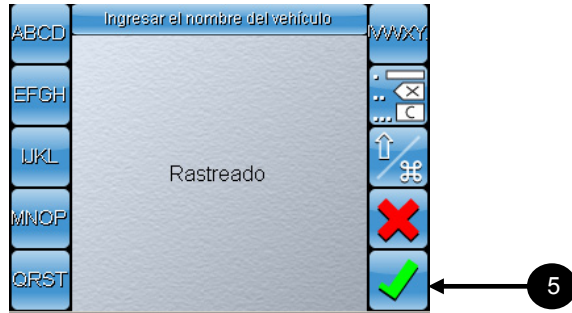 Ingresar el nombre del vehículo
ABCD
VWXY
EFGH
. .. ... C
IJKL
Rastreado
MNOP
QRST
5